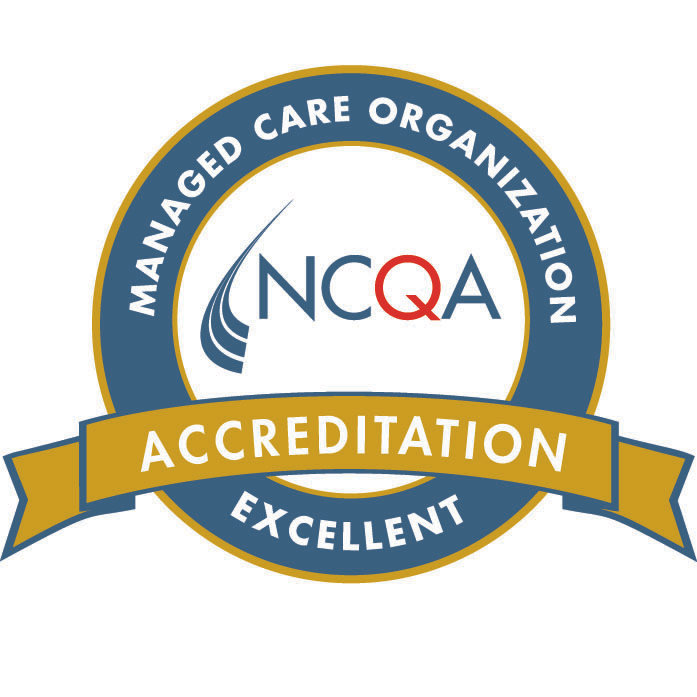 MANAGED CARE ORGANIZATION
NCQA
ACCREDITATION
EXCELLENT